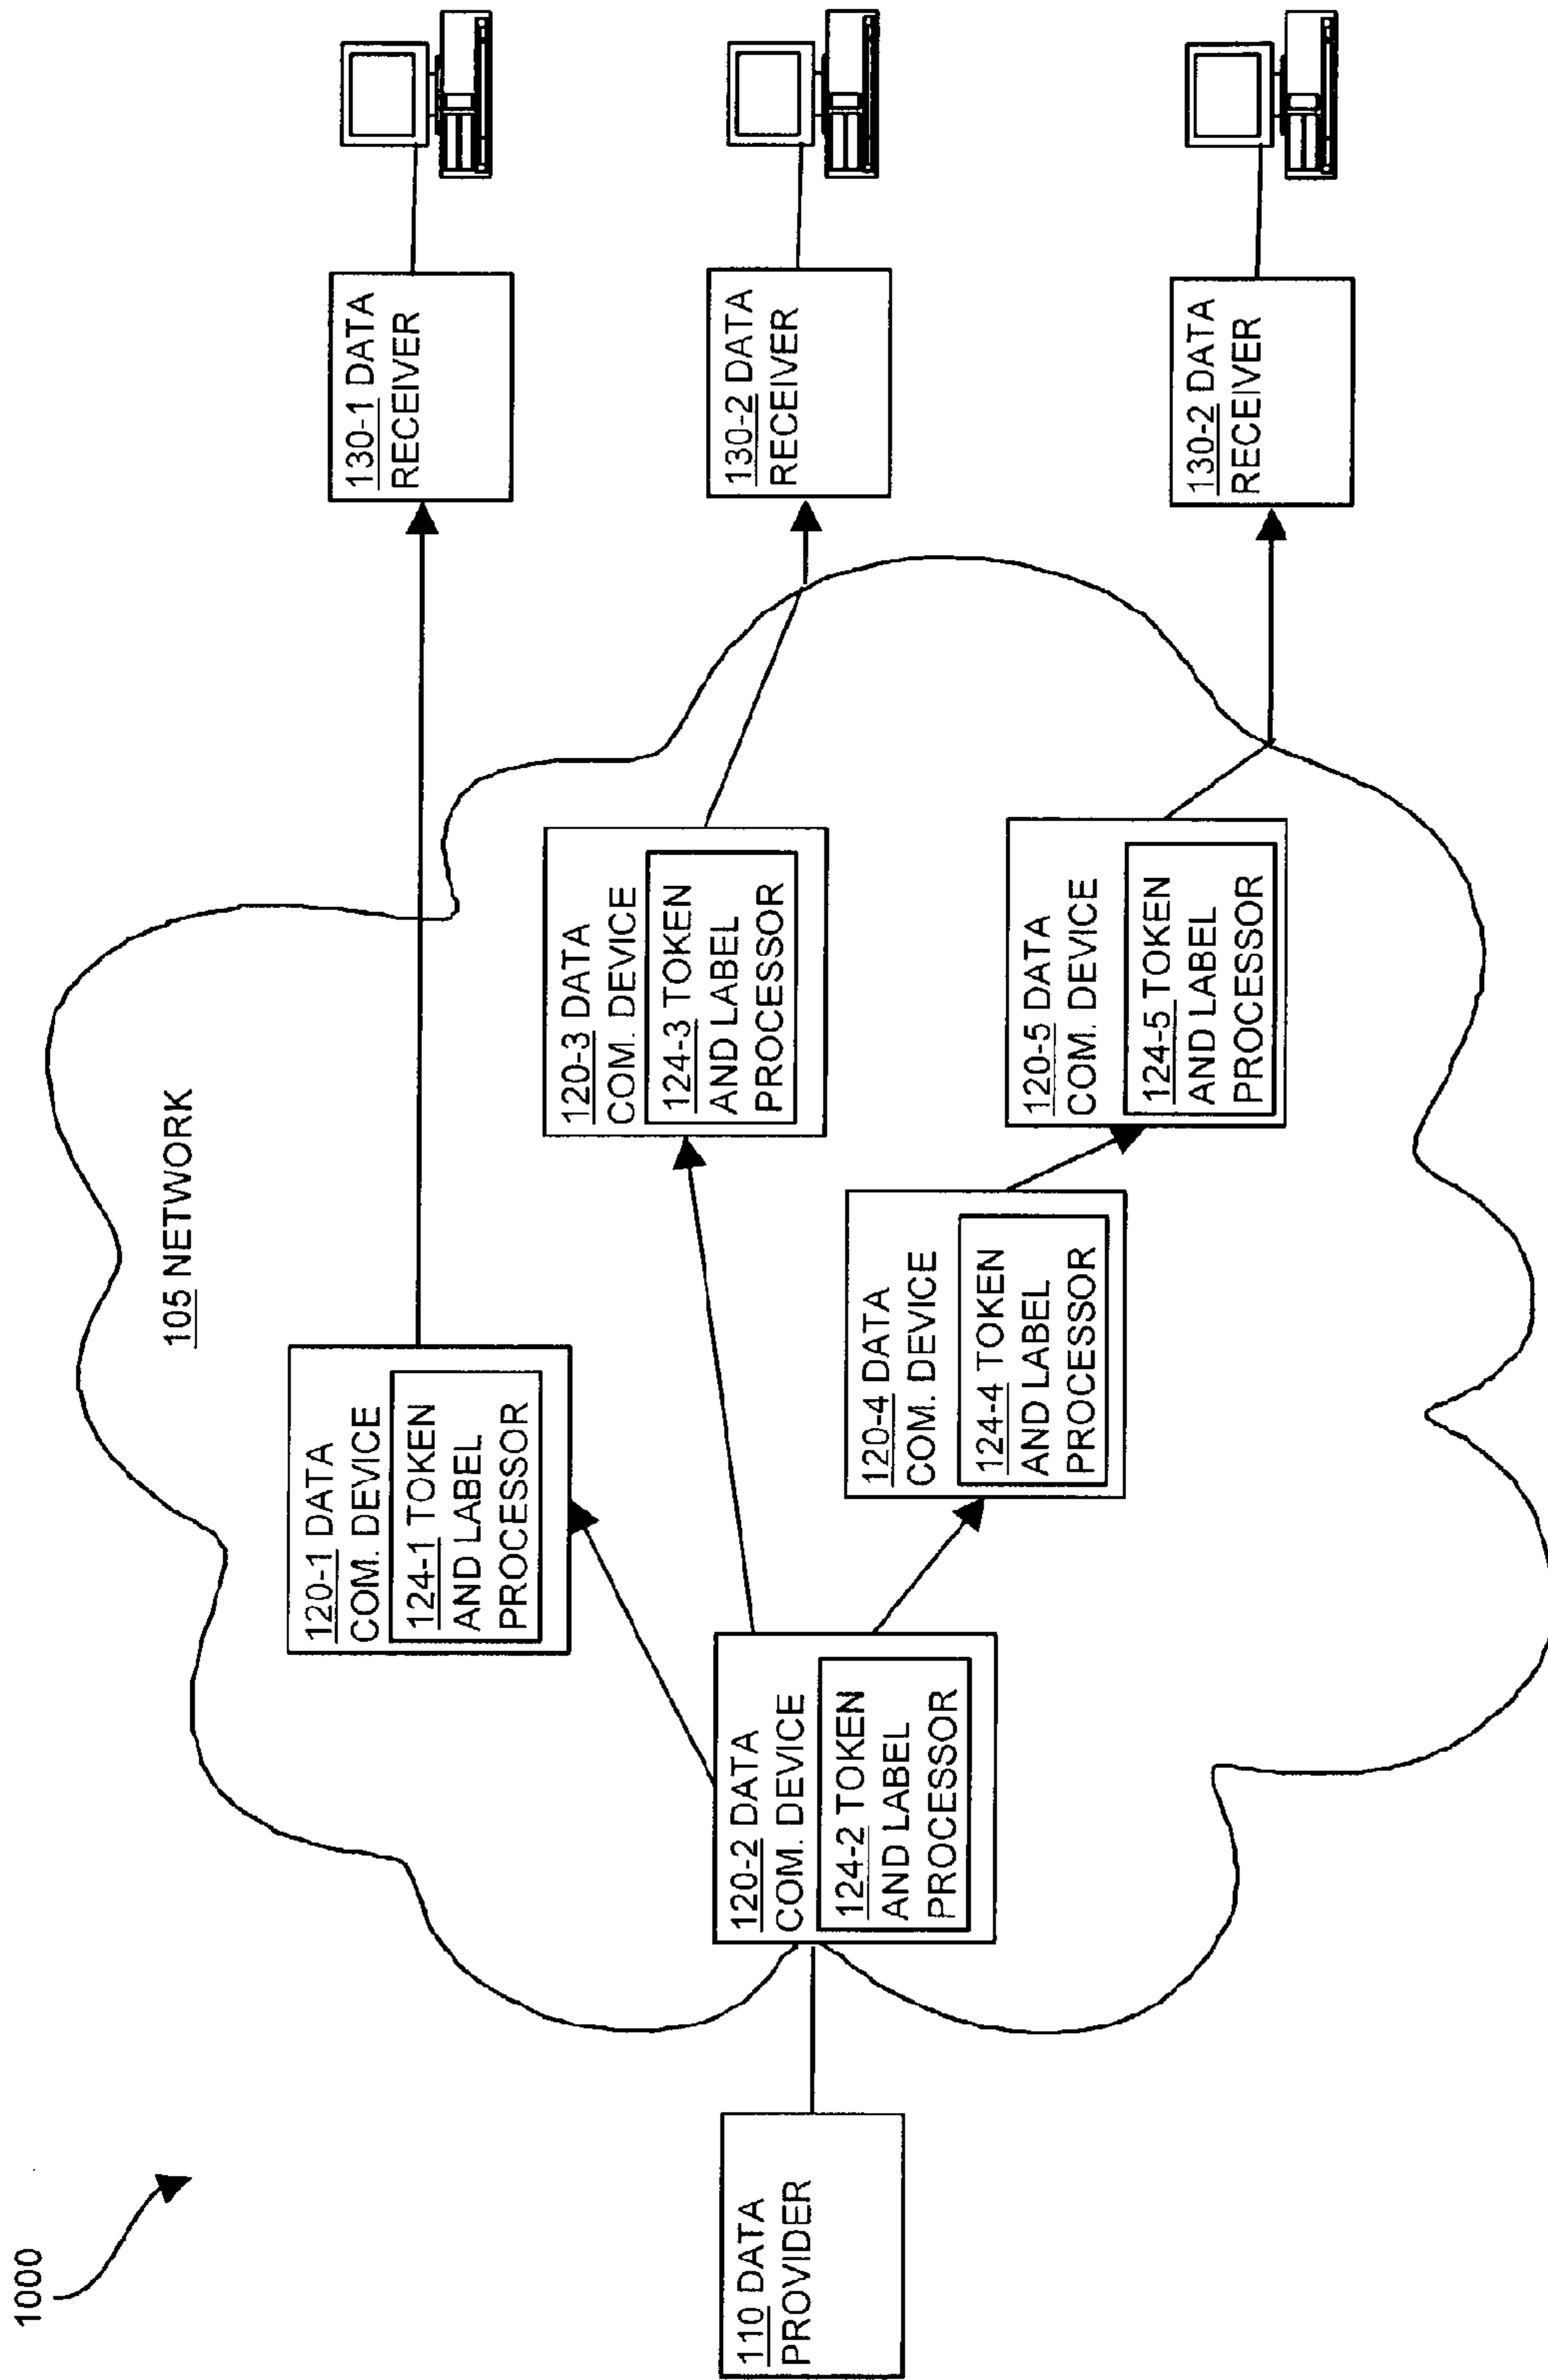 1000
105 NETWORK
110 DATA
PROVIDER
120-2 DATA
COM. DEVICE
124-2 TOKEN
AND LABEL
PROCESSOR
120-1 DATA
COM. DEVICE
124-1 TOKEN
AND LABEL
PROCESSOR
120-4 DATA
COM. DEVICE
124-4 TOKEN
AND LABEL
PROCESSOR
120-3 DATA
COM. DEVICE
124-3 TOKEN
AND LABEL
PROCESSOR
120-5 DATA
COM. DEVICE
124-5 TOKEN
AND LABEL
PROCESSOR
130-1 DATA
RECEIVER
130-2 DATA
RECEIVER
130-2 DATA
RECEIVER